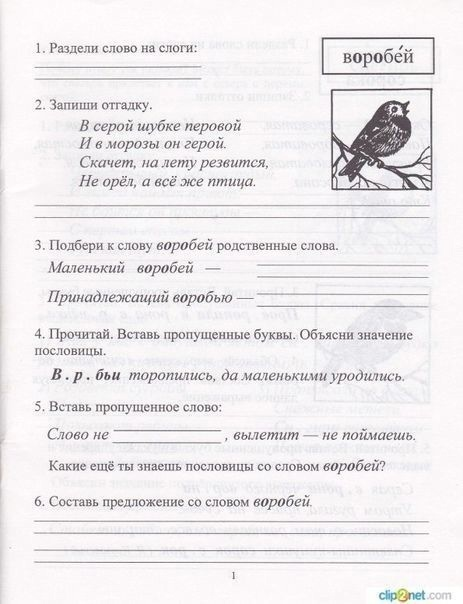 1. Раздели слово на слоги:
воробе́й
2. Запиши отгадку.
В серой шубке перовой
И в морозы он герой.
Скачет, на лету резвится,
Не орёл, а всё же птица.
3. Подбери к слову воробей родственные слова.
Маленький воробей —
Принадлежащий воробью —
4. Прочитай. Вставь пропущенные буквы. Объясни значение
пословицы.
В . р . бьи торопились, да маленькими уродились.
5. Вставь пропущенное слово:
Слово не , вылетит — не поймаешь.
Какие ещё ты знаешь пословицы со словом воробей?
6. Составь предложение со словом воробей.
1
clip2net.com